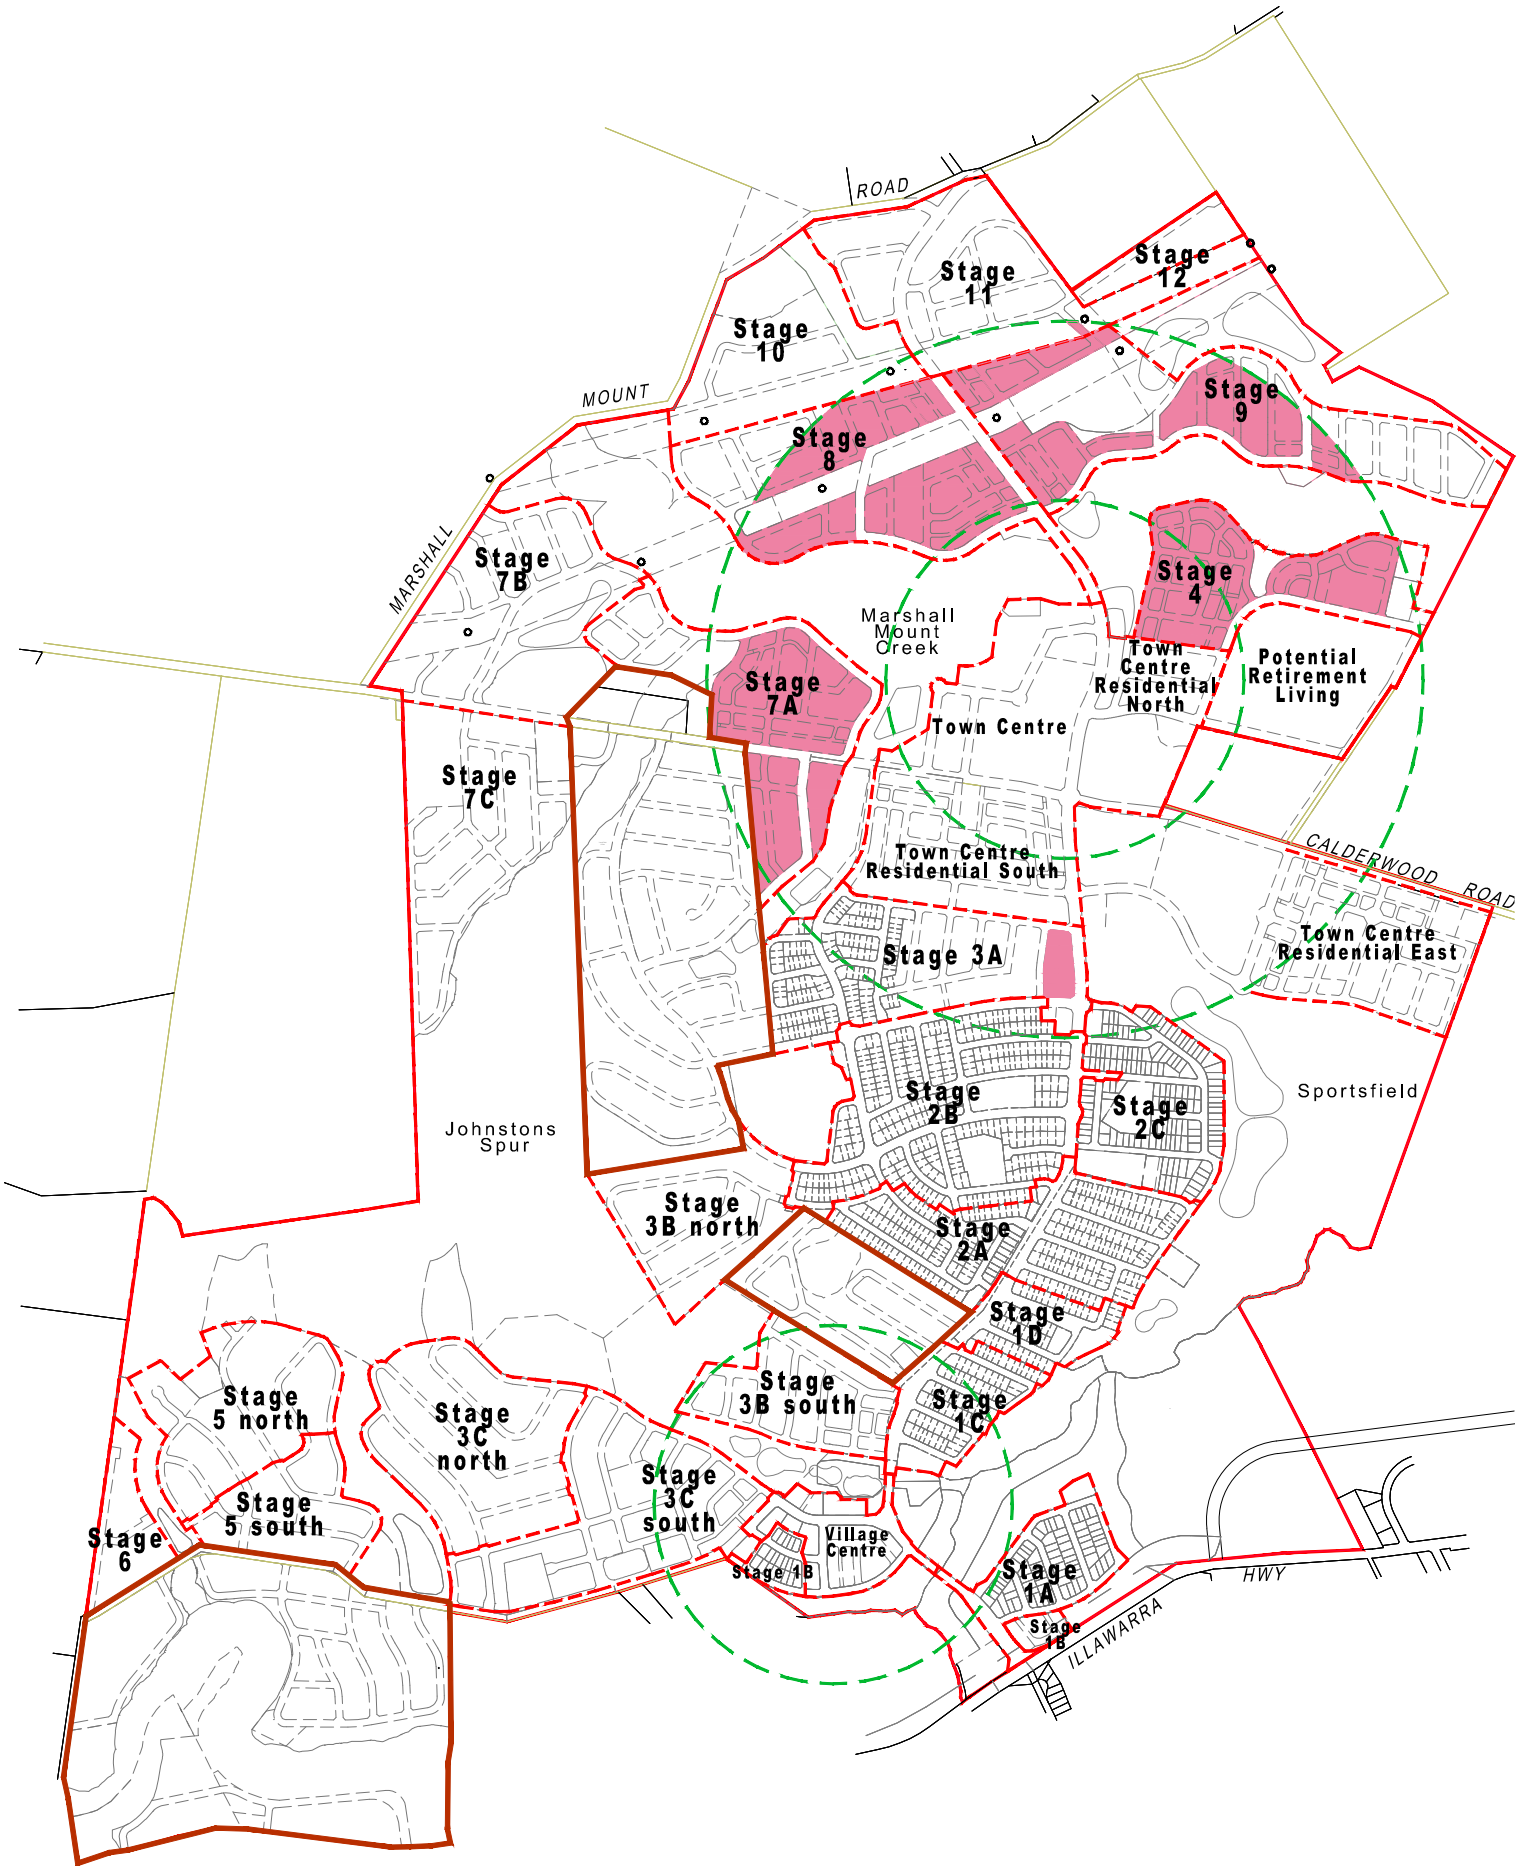 ROAD
Stage
12
Stage
11
Stage
10
MOUNT
Stage
9
Stage
8
MARSHALL
Stage
7B
Stage
4
Marshall
Mount
Creek
Town
Centre
Residential
North
Potential
Retirement
Living
Stage
7A
Town Centre
Stage
7C
CALDERWOOD ROAD
Town Centre
Residential South
Town Centre
Residential East
Stage 3A
Stage
2B
Stage
2C
Sportsfield
Johnstons
Spur
Stage
3B north
Stage
2A
Stage
1D
Stage
3B south
Stage
1C
Stage
5 north
Stage
3C
north
Stage
3C
south
Stage
5 south
Stage
6
Village
Centre
Stage 1B
Stage
1A
HWY
Stage
1B
ILLAWARRA